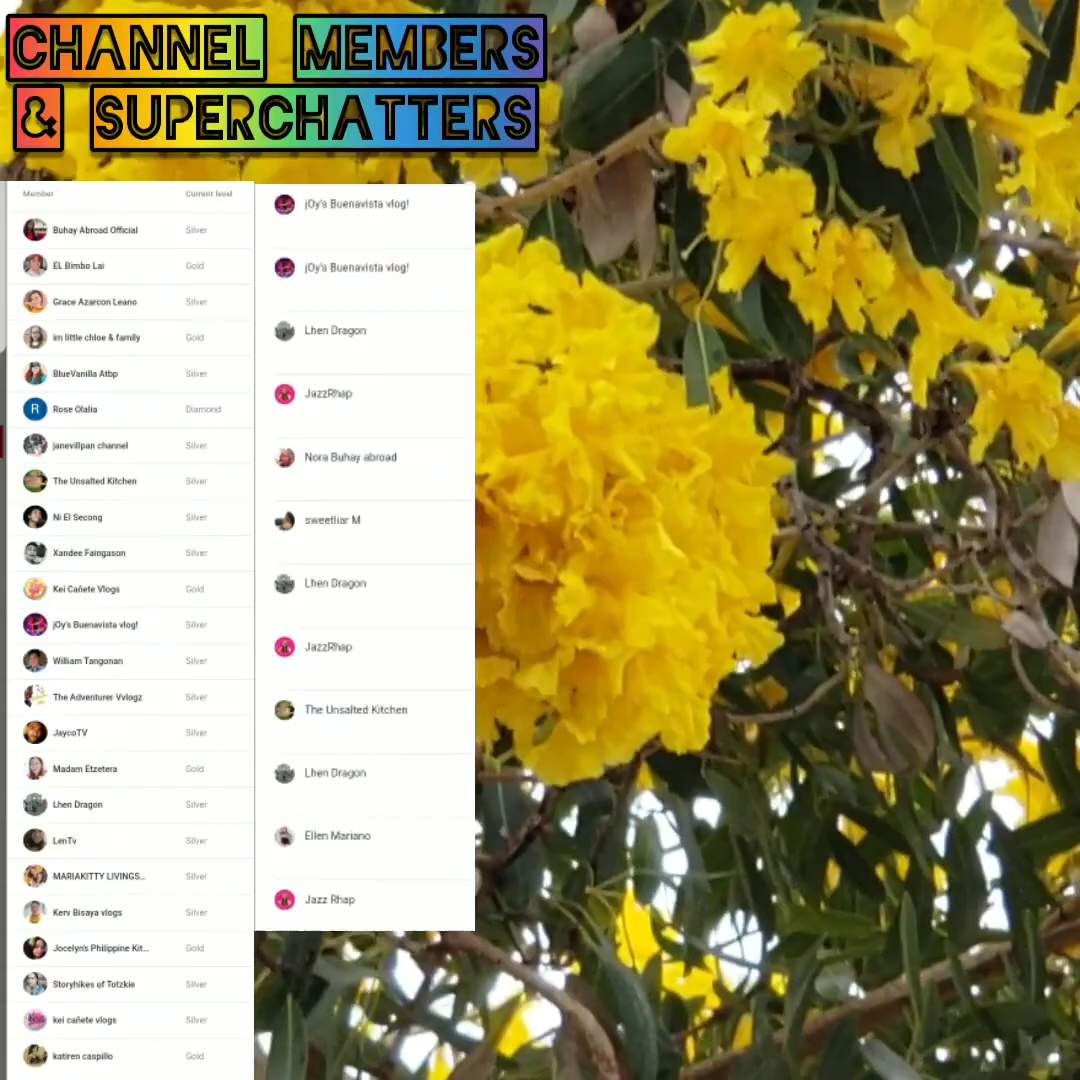 CHANNEL MEMBERS
& SUPERCHATTERS
Member Current level
Buhay Abroad Official Silver
EL Bimbo Lai Gold
Grace Azarcon Leano Silver
im little chloe & family Gold
BlueVanilla Atbp Silver
R Rose Olalia Diamond
janevillpan channel Silver
The Unsalted Kitchen Silver
Ni El Secong Silver
Xandee Faingason Silver
Kei Cañete Vlogs Gold
jOy's Buenavista vlog! Silver
William Tangonan Silver
The Adventurer Vvlogz Silver
JaycoTV Silver
Madam Etzetera Gold
Lhen Dragon Silver
LenTv Silver
MARIAKITTY LIVINGS... Silver
Kerv Bisaya vlogs Silver
Jocelyn's Philippine Kit... Gold
Storyhikes of Totzkie Silver
kei cañete vlogs Silver
katiren caspillo Gold
jOy's Buenavista vlog!
jOy's Buenavista vlog!
Lhen Dragon
JazzRhap
Nora Buhay abroad
sweetliar M
Lhen Dragon
JazzRhap
The Unsalted Kitchen
Lhen Dragon
Ellen Mariano
Jazz Rhap